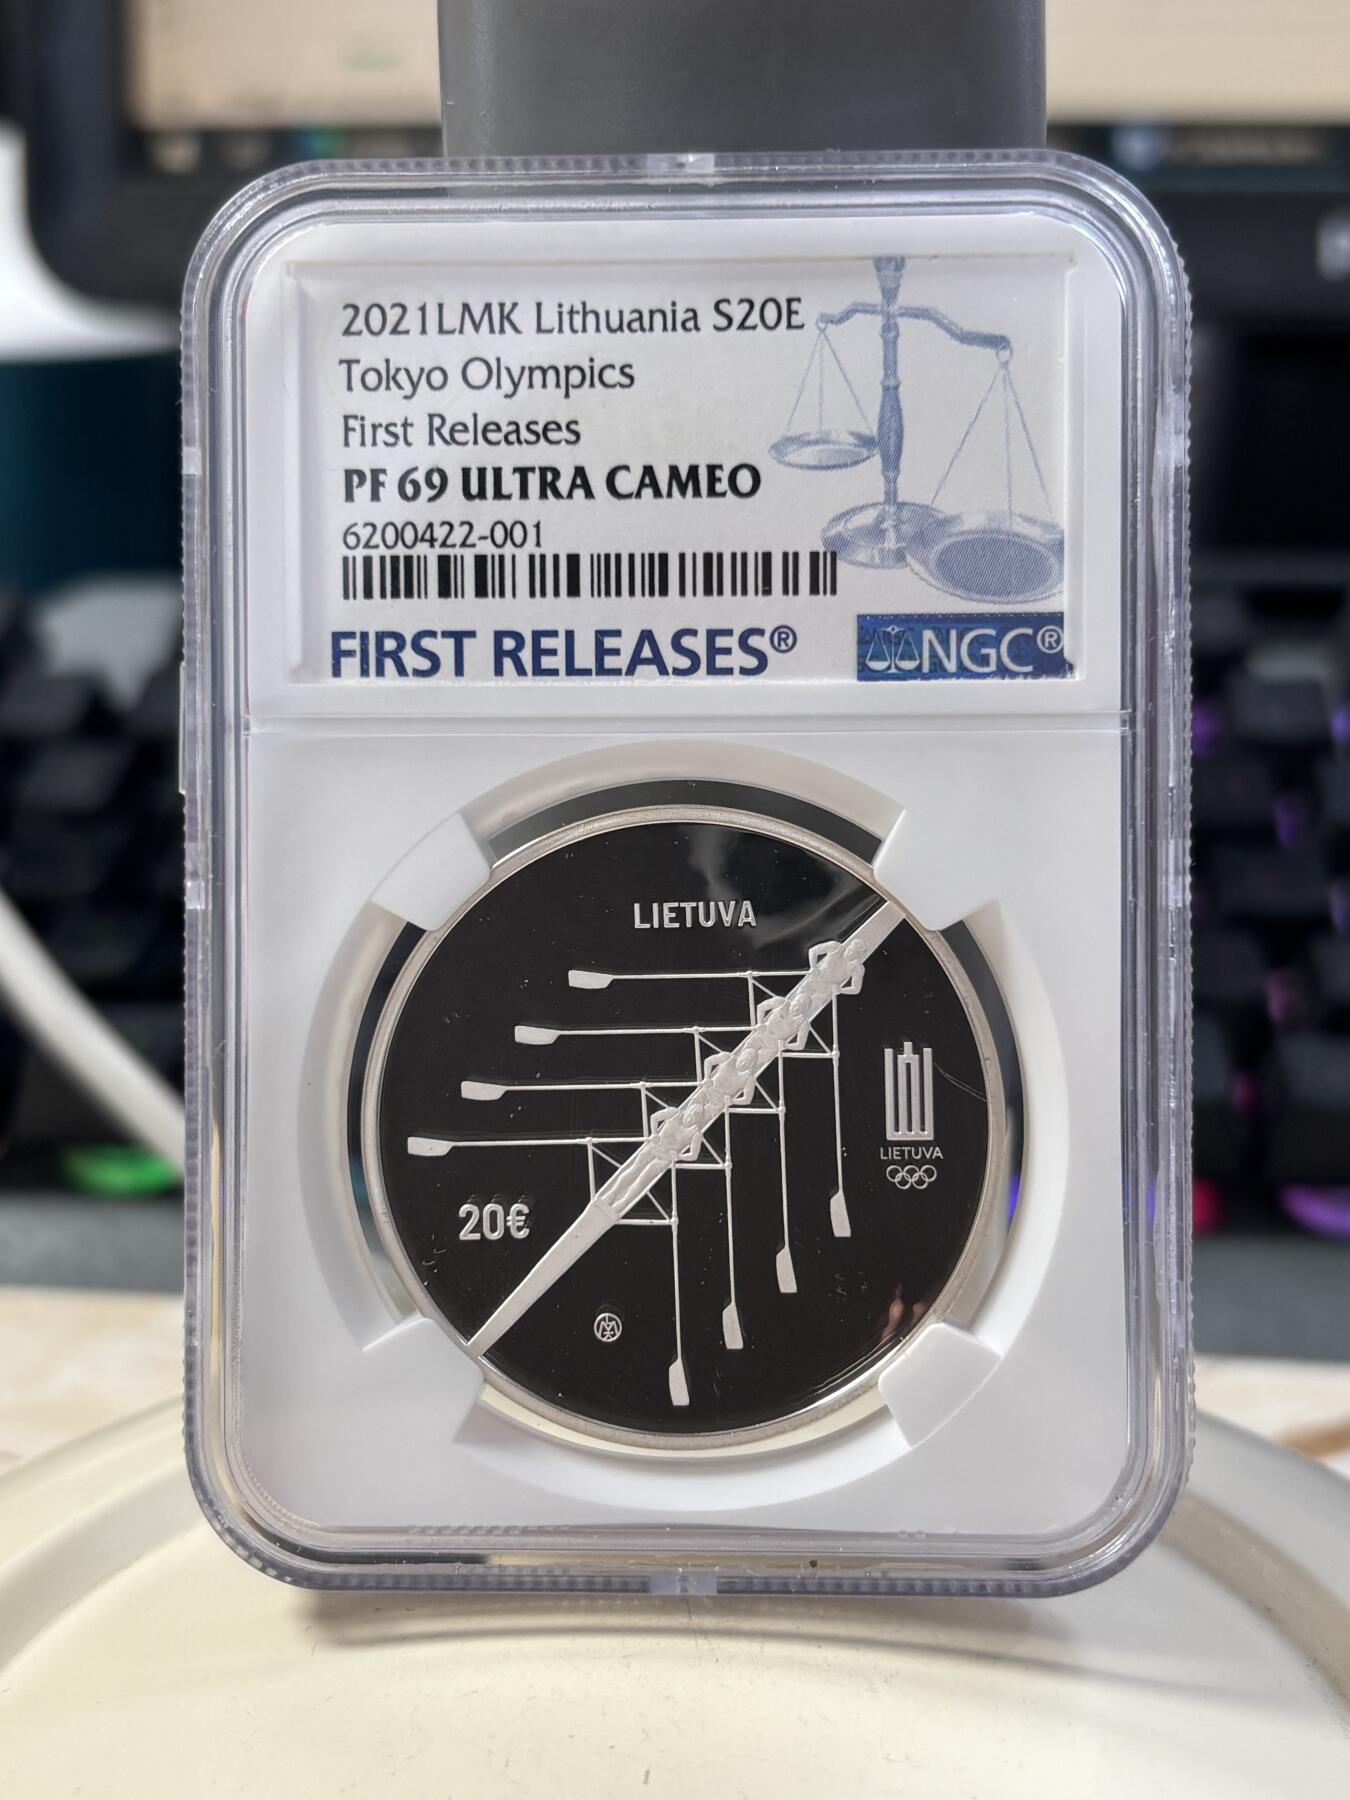 2021LMK Lithuania S20E
Tokyo Olympics
First Releases
PF 69 ULTRA CAMEO
6200422-001
FIRST RELEASES®
NGC®
LIETUVA
LIETUVA
20€